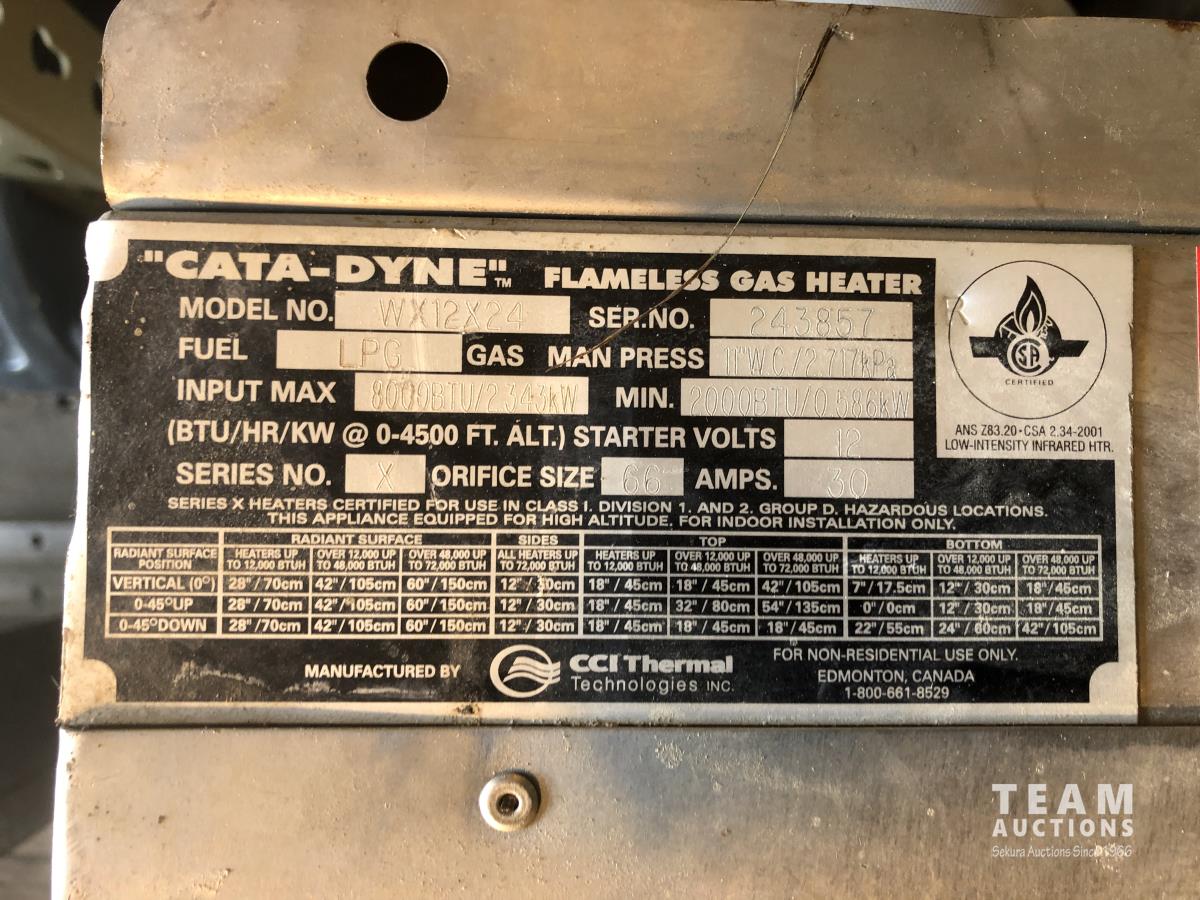 "CATA-DYNE"™ FLAMELESS GAS HEATER
MODEL NO. WX12X24 SER.NO. 243857
FUEL LPG GAS MAN PRESS 11"W.C./2.717kPa
INPUT MAX 8000BTU/2.343kW MIN. 2000BTU/0.586kW
(BTU/HR/KW @ 0-4500 FT. ALT.) STARTER VOLTS 12
SERIES NO. X ORIFICE SIZE 66 AMPS. 30
SERIES X HEATERS CERTIFIED FOR USE IN CLASS I. DIVISION 1. AND 2. GROUP D. HAZARDOUS LOCATIONS.
THIS APPLIANCE EQUIPPED FOR HIGH ALTITUDE. FOR INDOOR INSTALLATION ONLY.
CSA
CERTIFIED
ANS Z83.20 • CSA 2.34-2001
LOW-INTENSITY INFRARED HTR.
RADIANT SURFACE SIDES TOP BOTTOM
RADIANT SURFACE HEATERS UP OVER 12,000 UP OVER 48,000 UP ALL HEATERS UP HEATERS UP OVER 12,000 UP OVER 48,000 UP HEATERS UP OVER 12,000 UP OVER 48,000 UP
POSITION TO 12,000 BTUH TO 48,000 BTUH TO 72,000 BTUH TO 72,000 BTUH TO 12,000 BTUH TO 48,000 BTUH TO 72,000 BTUH TO 12,000 BTUH TO 48,000 BTUH TO 72,000 BTUH
VERTICAL (0°) 28"/70cm 42"/105cm 60"/150cm 12"/30cm 18"/45cm 18"/45cm 42"/105cm 7"/17.5cm 12"/30cm 18"/45cm
0-45°UP 28"/70cm 42"/105cm 60"/150cm 12"/30cm 18"/45cm 32"/80cm 54"/135cm 0"/0cm 12"/30cm 18"/45cm
0-45°DOWN 28"/70cm 42"/105cm 60"/150cm 12"/30cm 18"/45cm 18"/45cm 18"/45cm 22"/55cm 24"/60cm 42"/105cm
MANUFACTURED BY CCI Thermal
Technologies INC.
FOR NON-RESIDENTIAL USE ONLY.
EDMONTON, CANADA
1-800-661-8529
TEAM
AUCTIONS
Sekura Auctions Since 1966